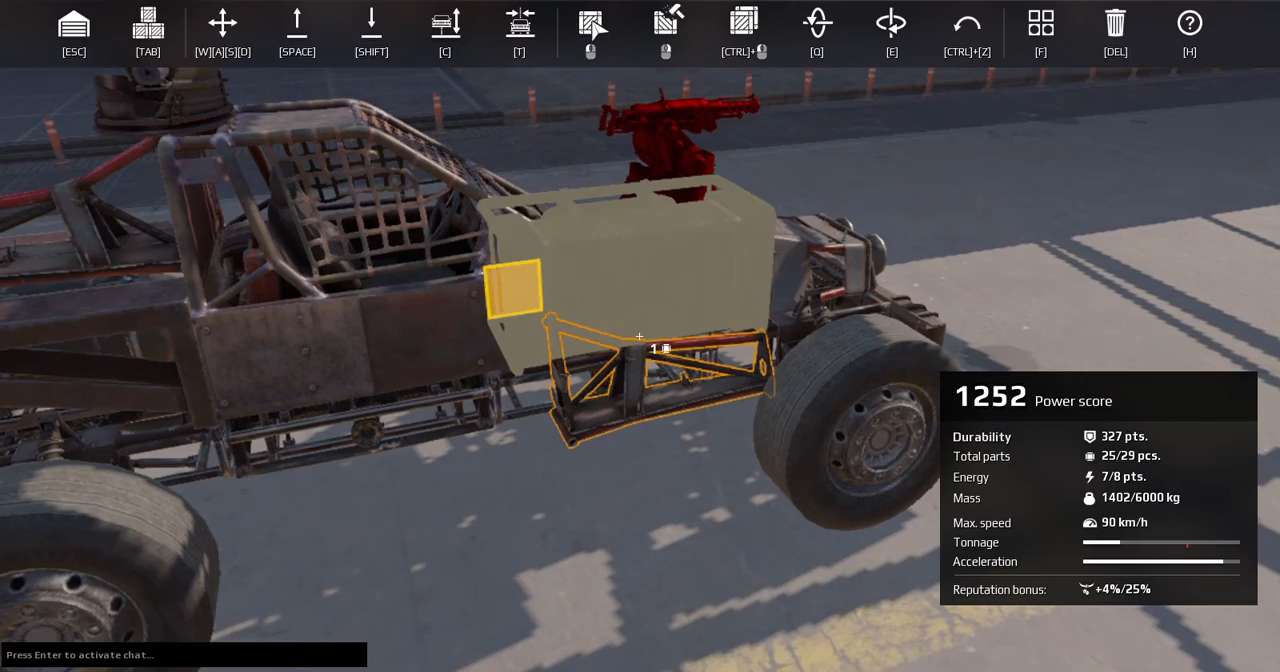 [ESC] [TAB] [W][A][S][D] [SPACE] [SHIFT] [C] [T] [CTRL]+ [Q] [E] [CTRL]+[Z] [F] [DEL] [H]
1
1252 Power score
Durability 327 pts.
Total parts 25/29 pcs.
Energy 7/8 pts.
Mass 1402/6000 kg
Max. speed 90 km/h
Tonnage
Acceleration
Reputation bonus: +4%/25%
Press Enter to activate chat...